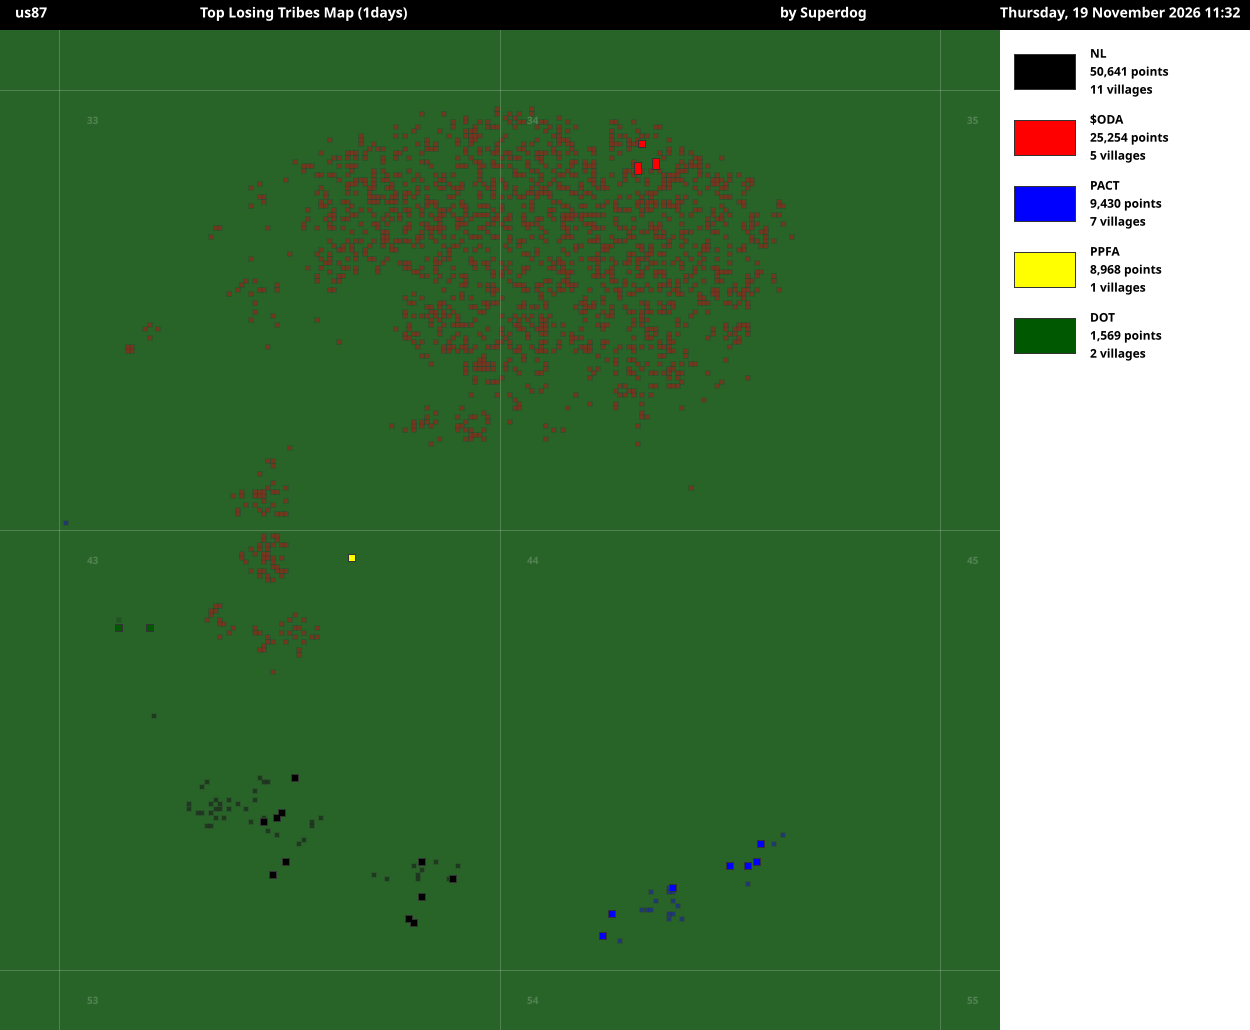 us87
Top Losing Tribes Map (1days)
by Superdog
Thursday, 19 November 2026 11:32
NL
50,641 points
11 villages
$ODA
25,254 points
5 villages
PACT
9,430 points
7 villages
PPFA
8,968 points
1 villages
DOT
1,569 points
2 villages
33
34
35
43
44
45
53
54
55